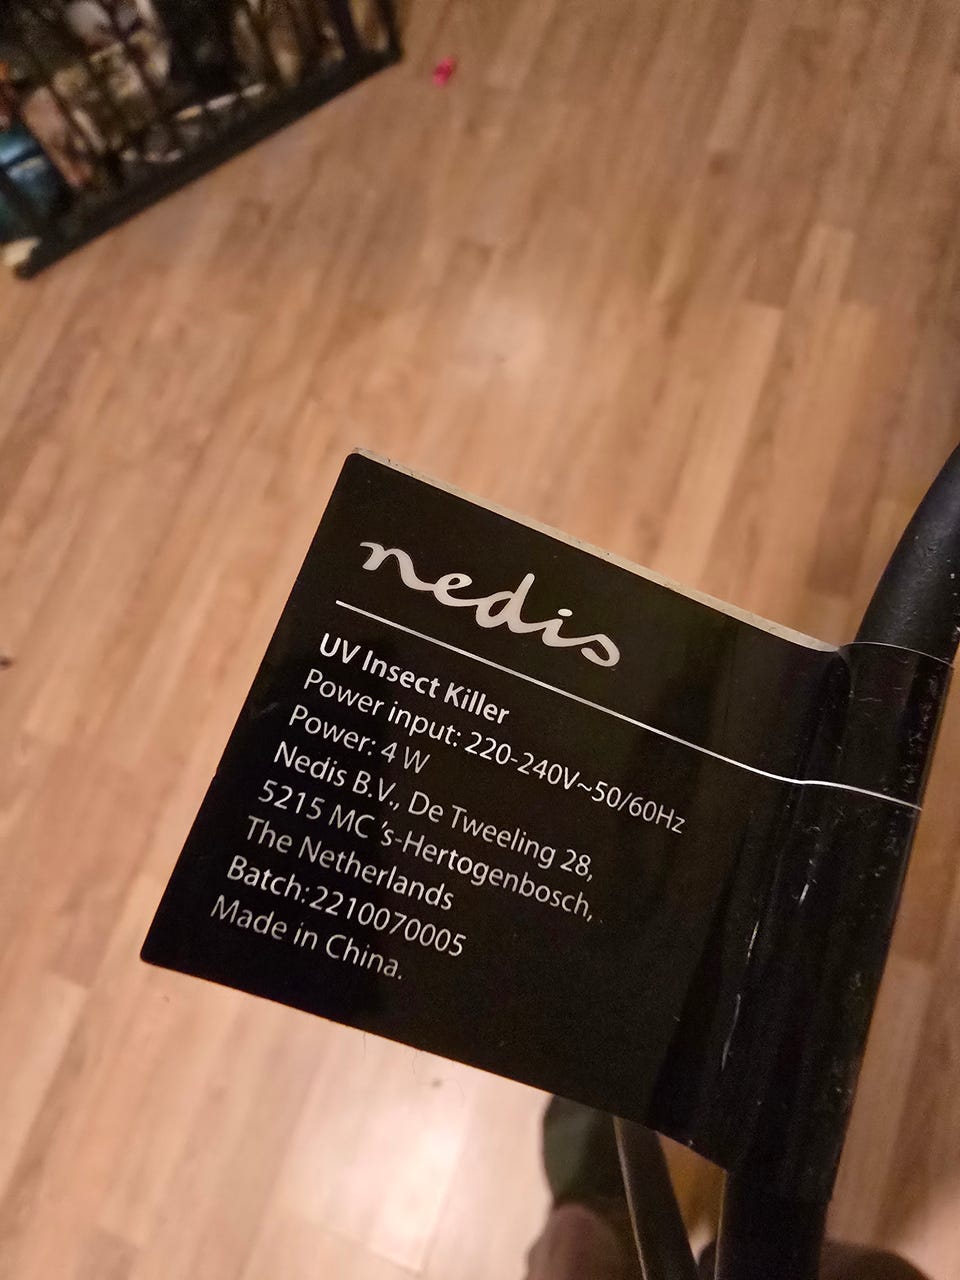 nedis
UV Insect Killer
Power input: 220-240V~50/60Hz
Power: 4 W
Nedis B.V., De Tweeling 28,
5215 MC 's-Hertogenbosch,
The Netherlands
Batch:2210070005
Made in China.